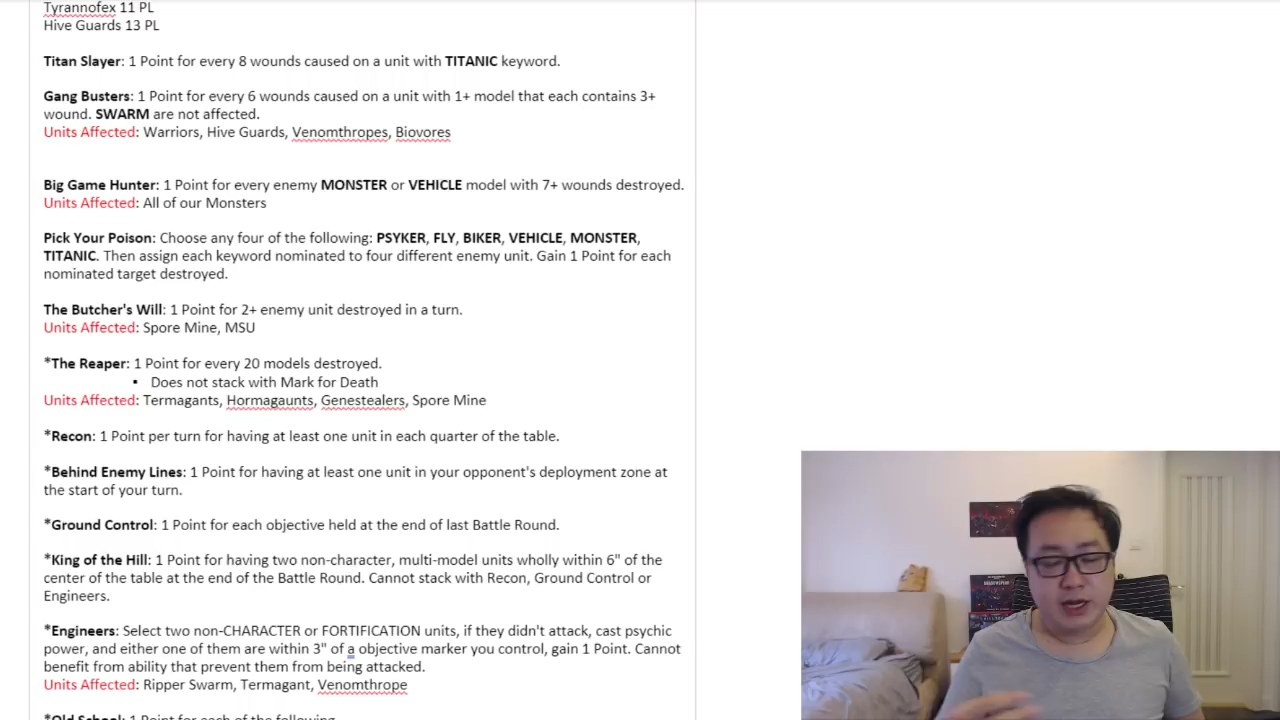 Tyrannofex 11 PL
Hive Guards 13 PL
Titan Slayer: 1 Point for every 8 wounds caused on a unit with TITANIC keyword.
Gang Busters: 1 Point for every 6 wounds caused on a unit with 1+ model that each contains 3+
wound. SWARM are not affected.
Units Affected: Warriors, Hive Guards, Venomthropes, Biovores
Big Game Hunter: 1 Point for every enemy MONSTER or VEHICLE model with 7+ wounds destroyed.
Units Affected: All of our Monsters
Pick Your Poison: Choose any four of the following: PSYKER, FLY, BIKER, VEHICLE, MONSTER,
TITANIC. Then assign each keyword nominated to four different enemy unit. Gain 1 Point for each
nominated target destroyed.
The Butcher's Will: 1 Point for 2+ enemy unit destroyed in a turn.
Units Affected: Spore Mine, MSU
*The Reaper: 1 Point for every 20 models destroyed.
▪ Does not stack with Mark for Death
Units Affected: Termagants, Hormagaunts, Genestealers, Spore Mine
*Recon: 1 Point per turn for having at least one unit in each quarter of the table.
*Behind Enemy Lines: 1 Point for having at least one unit in your opponent's deployment zone at
the start of your turn.
*Ground Control: 1 Point for each objective held at the end of last Battle Round.
*King of the Hill: 1 Point for having two non-character, multi-model units wholly within 6" of the
center of the table at the end of the Battle Round. Cannot stack with Recon, Ground Control or
Engineers.
*Engineers: Select two non-CHARACTER or FORTIFICATION units, if they didn't attack, cast psychic
power, and either one of them are within 3" of a objective marker you control, gain 1 Point. Cannot
benefit from ability that prevent them from being attacked.
Units Affected: Ripper Swarm, Termagant, Venomthrope
*Old School: 1 Point for each of the following